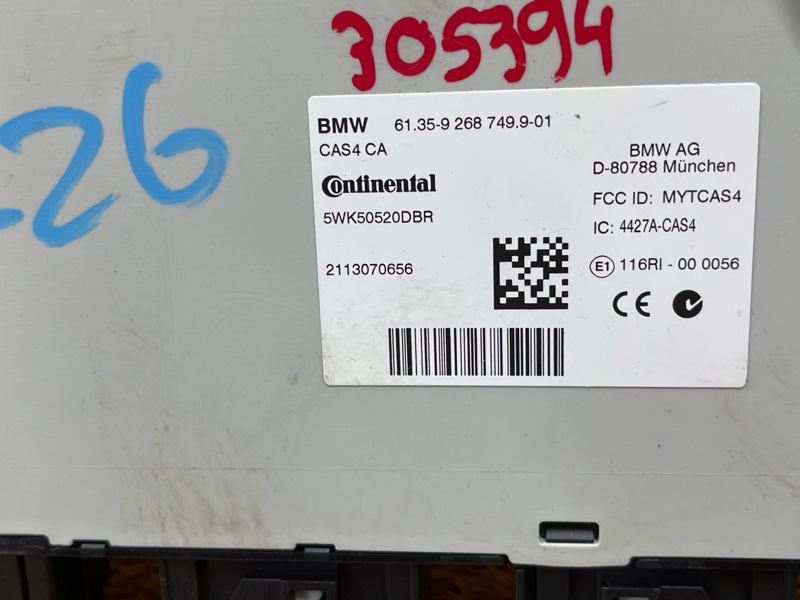 305394
26
BMW 61.35-9 268 749.9-01
CAS4 CA
Continental
5WK50520DBR
2113070656
BMW AG
D-80788 München
FCC ID: MYTCAS4
IC: 4427A-CAS4
E1 116RI - 00 0056
CE